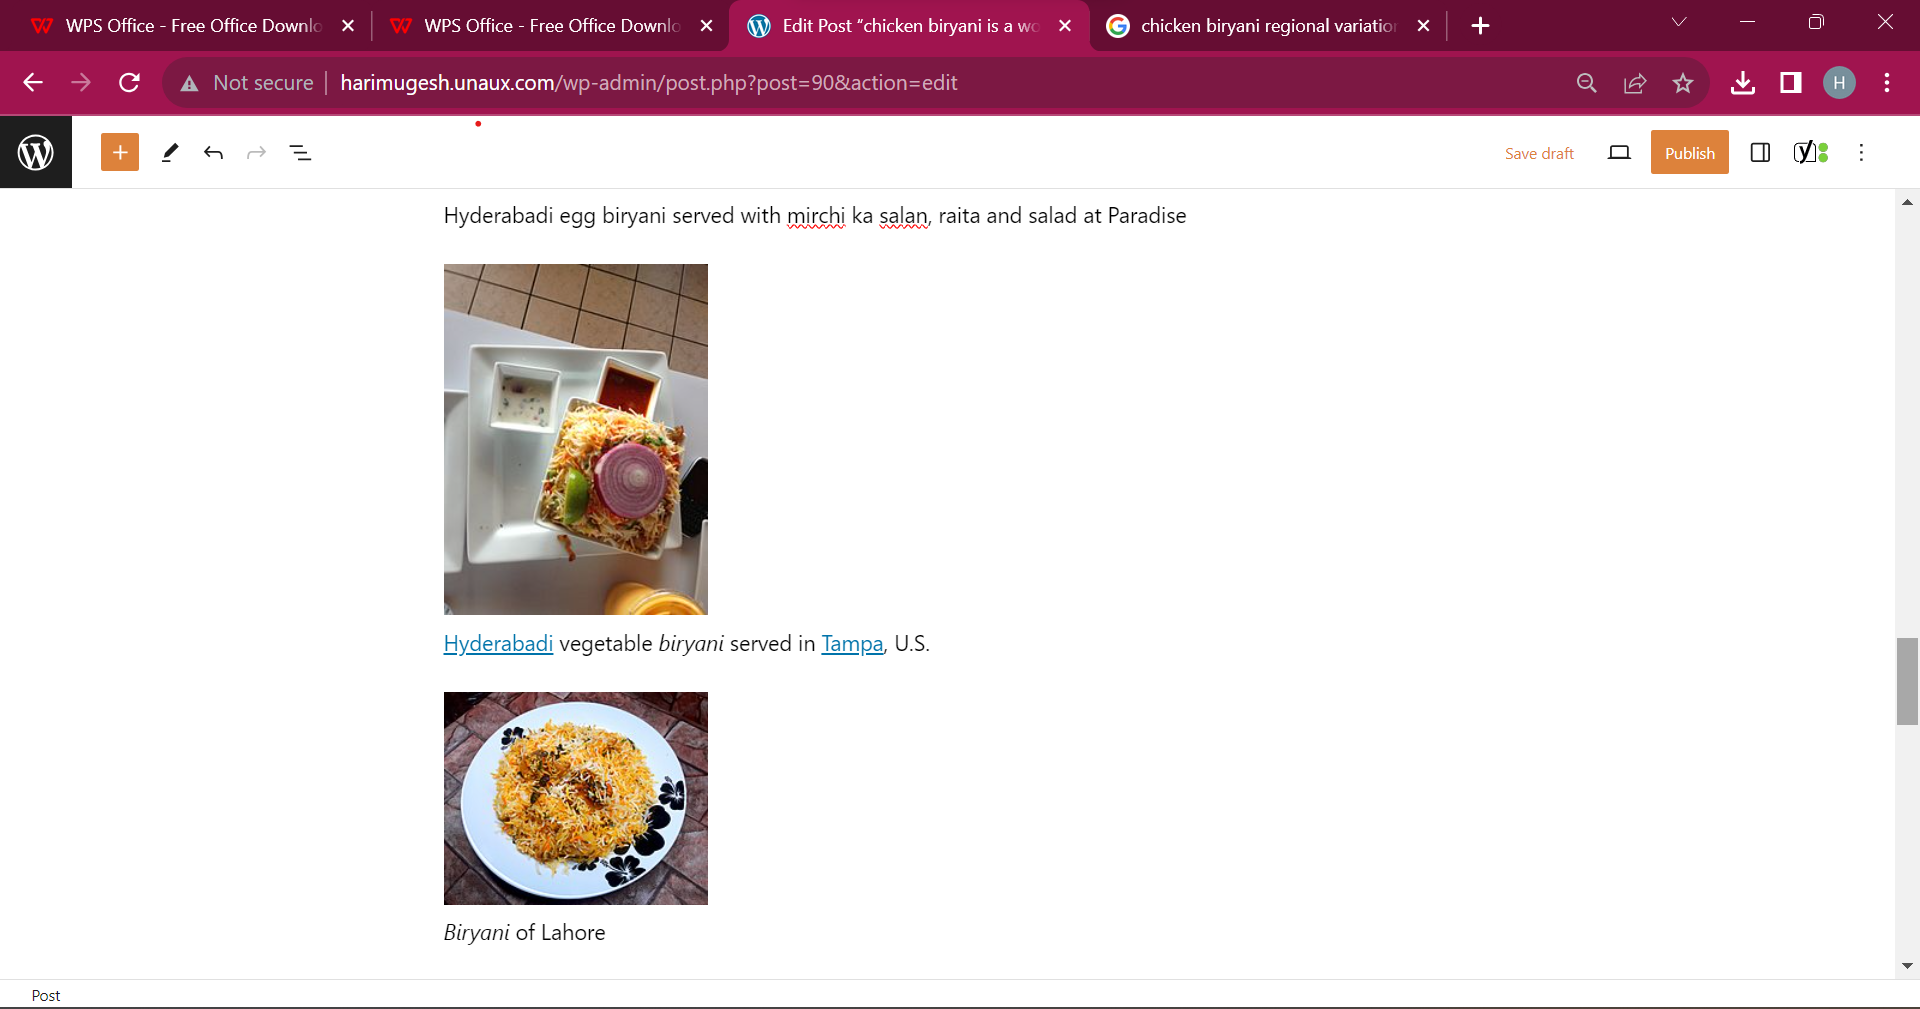 WPS Office - Free Office Downlo
WPS Office - Free Office Downlo
Edit Post “chicken biryani is a wo
chicken biryani regional variation
Not secure
harimugesh.unaux.com/wp-admin/post.php?post=90&action=edit
H
Save draft
Publish
Hyderabadi egg biryani served with mirchi ka salan, raita and salad at Paradise
Hyderabadi vegetable biryani served in Tampa, U.S.
Biryani of Lahore
Post